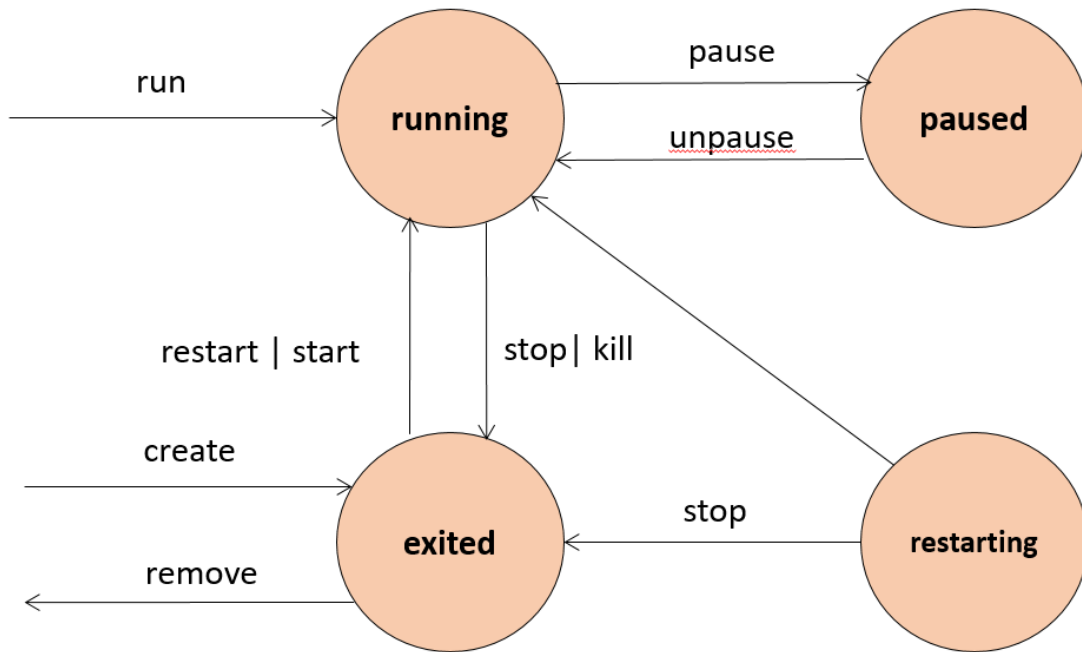 run
running
pause
unpause
paused
restart | start
stop| kill
create
remove
exited
stop
restarting